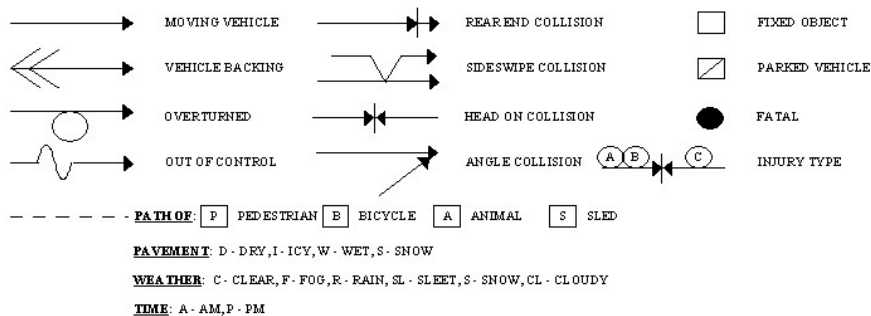 MOVING VEHICLE REAR END COLLISION FIXED OBJECT
VEHICLE BACKING SIDESWIPE COLLISION PARKED VEHICLE
OVERTURNED HEAD ON COLLISION FATAL
OUT OF CONTROL ANGLE COLLISION A B C INJURY TYPE
PATH OF: P PEDESTRIAN B BICYCLE A ANIMAL S SLED
PAVEMENT: D - DRY, I - ICY, W - WET, S - SNOW
WEATHER: C - CLEAR, F - FOG, R - RAIN, SL - SLEET, S - SNOW, CL - CLOUDY
TIME: A - AM, P - PM